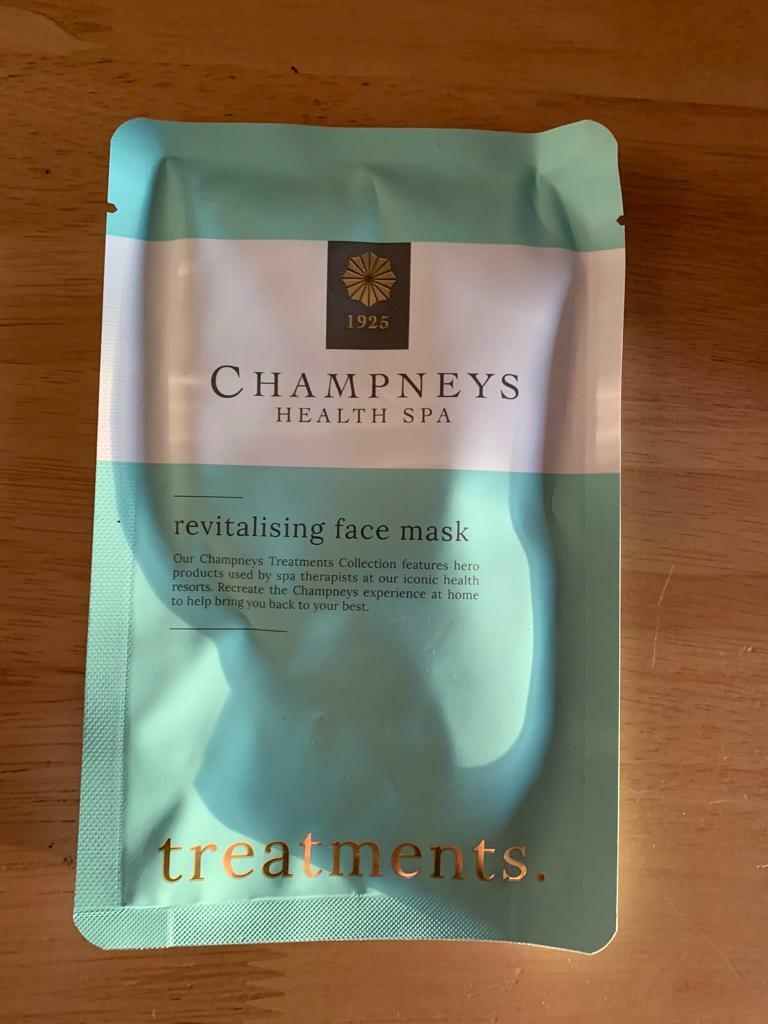 1925
CHAMPNEYS
HEALTH SPA
revitalising face mask
Our Champneys Treatments Collection features hero
products used by spa therapists at our iconic health
resorts. Recreate the Champneys experience at home
to help bring you back to your best.
treatments.